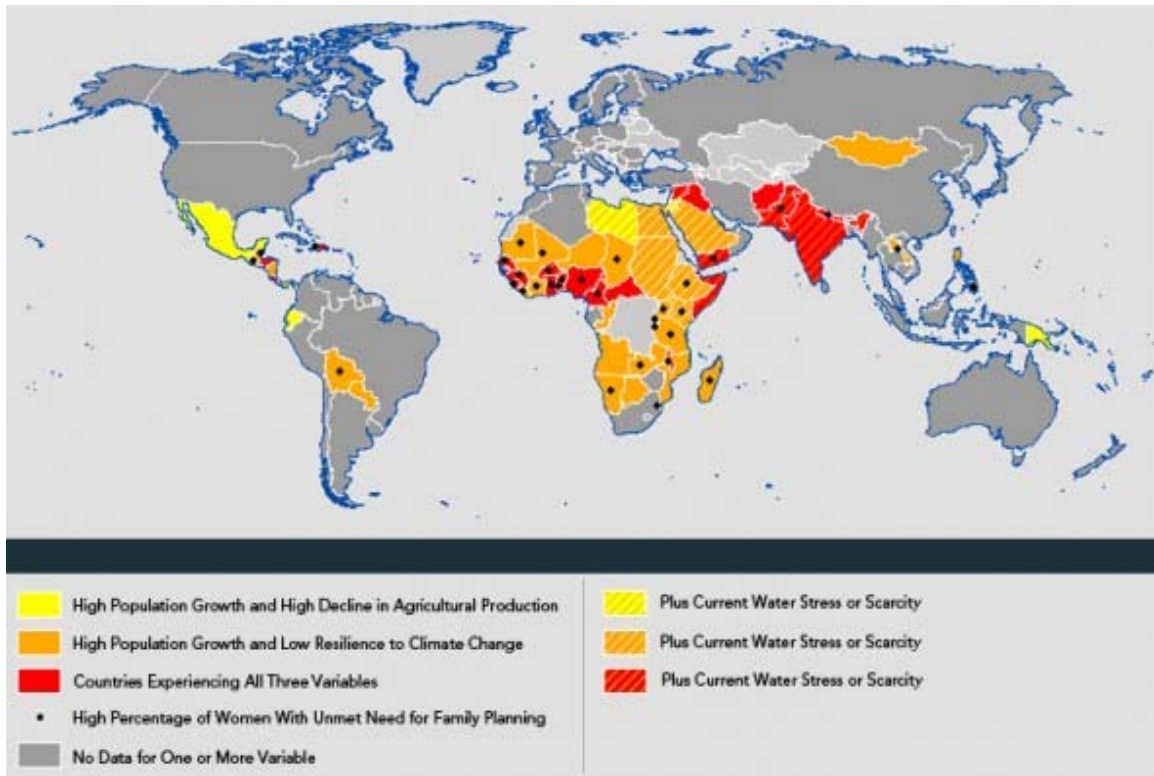 High Population Growth and High Decline in Agricultural Production
High Population Growth and Low Resilience to Climate Change
Countries Experiencing All Three Variables
High Percentage of Women With Unmet Need for Family Planning
No Data for One or More Variable
Plus Current Water Stress or Scarcity
Plus Current Water Stress or Scarcity
Plus Current Water Stress or Scarcity